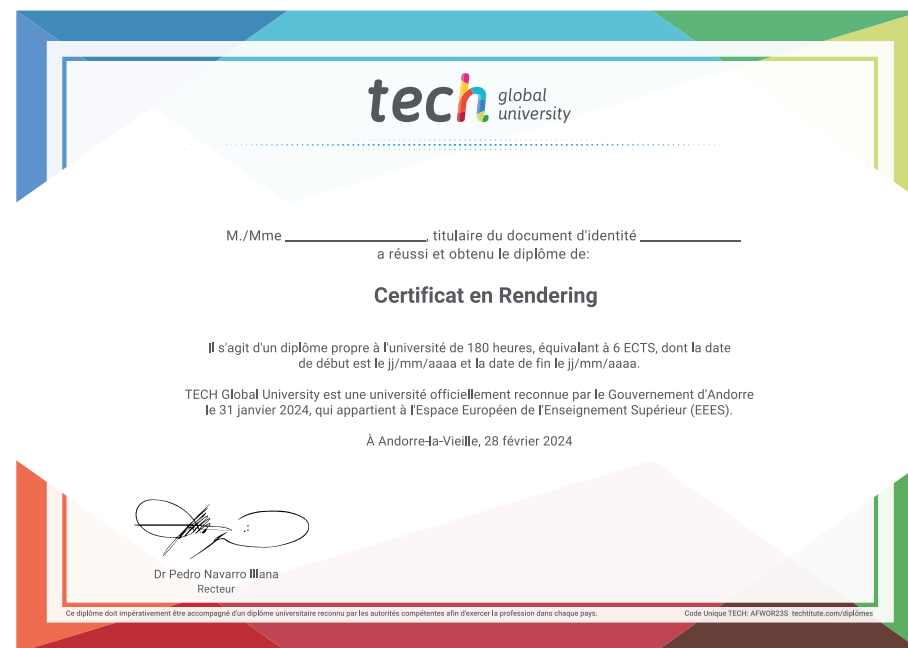 tech global
university
M./Mme , titulaire du document d'identité
a réussi et obtenu le diplôme de:
Certificat en Rendering
Il s'agit d'un diplôme propre à l'université de 180 heures, équivalant à 6 ECTS, dont la date
de début est le jj/mm/aaaa et la date de fin le jj/mm/aaaa.
TECH Global University est une université officiellement reconnue par le Gouvernement d'Andorre
le 31 janvier 2024, qui appartient à l'Espace Européen de l'Enseignement Supérieur (EEES).
À Andorre-la-Vieille, 28 février 2024
Dr Pedro Navarro Illana
Recteur
Ce diplôme doit impérativement être accompagné d'un diplôme universitaire reconnu par les autorités compétentes afin d'exercer la profession dans chaque pays.
Code Unique TECH: AFWOR23S techtitute.com/diplômes